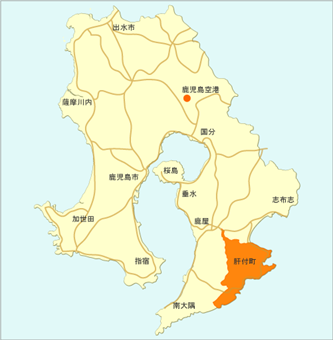 出水市
鹿児島空港
薩摩川内
国分
鹿児島市
桜島
垂水
志布志
加世田
鹿屋
指宿
肝付町
南大隅